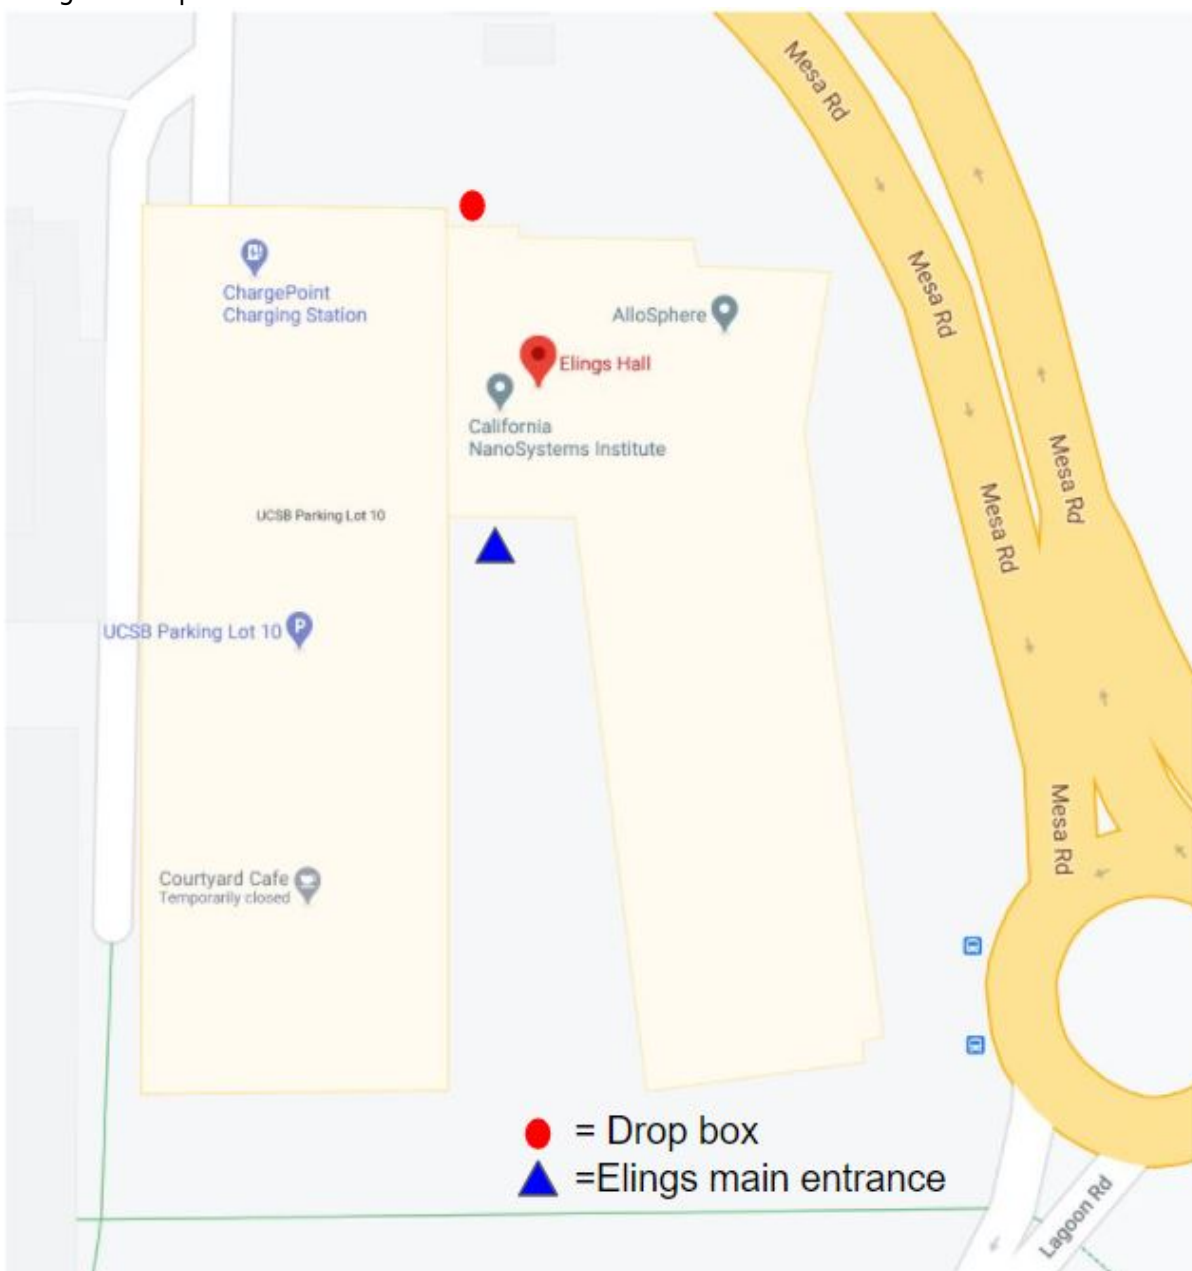 Mesa Rd
Mesa Rd
ChargePoint
Charging Station
AlloSphere
Elings Hall
California
NanoSystems Institute
Mesa Rd
Mesa Rd
UCSB Parking Lot 10
UCSB Parking Lot 10
P
Mesa Rd
Courtyard Cafe
Temporarily closed
= Drop box
=Elings main entrance
Lagoon Rd